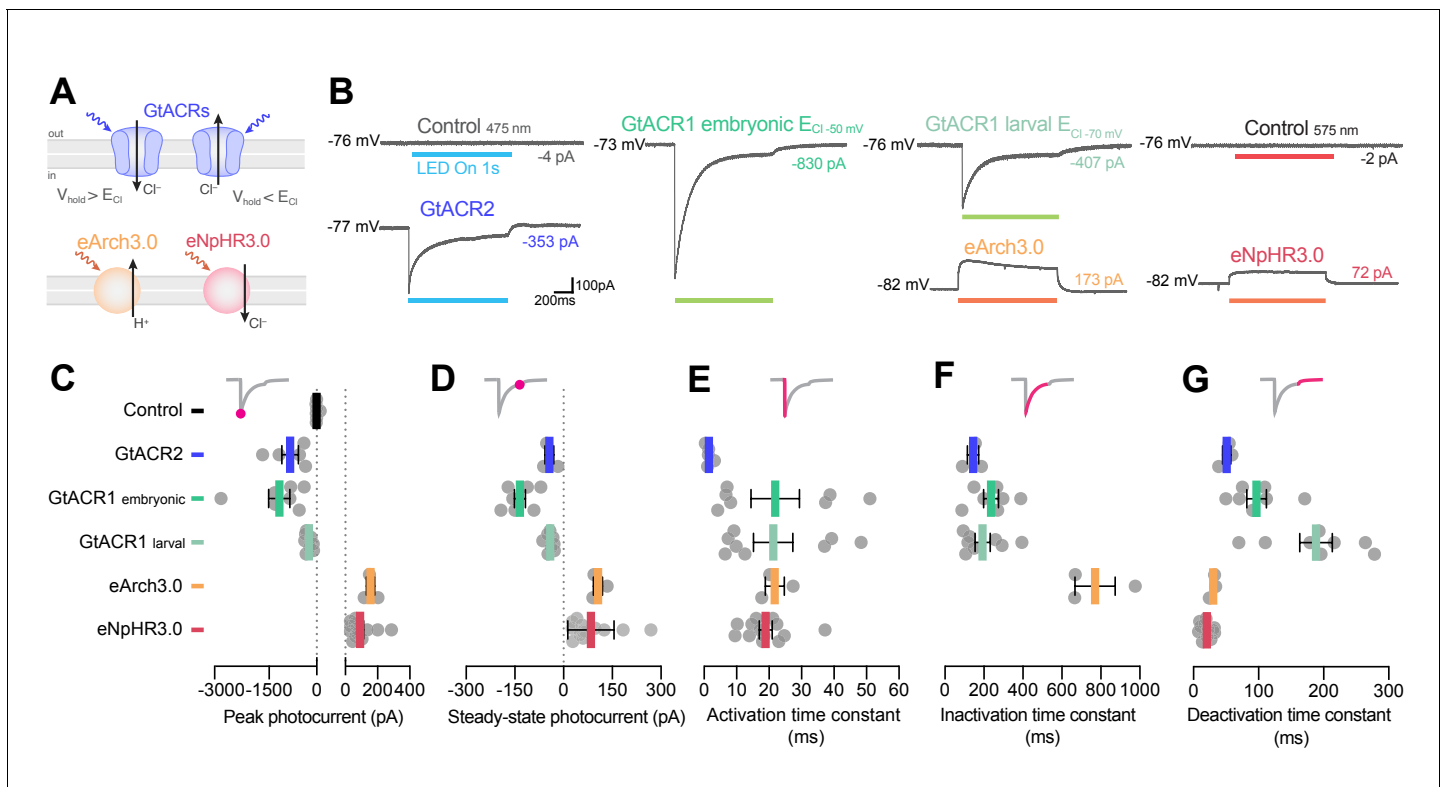 A
GtACRs
out
in
Cl⁻
Cl⁻
V hold > E Cl
V hold < E Cl
eArch3.0
eNpHR3.0
H⁺
Cl⁻
B
Control 475 nm
-76 mV
-4 pA
LED On 1s
GtACR2
-77 mV
-353 pA
100pA
200ms
GtACR1 embryonic E Cl -50 mV
-73 mV
-830 pA
GtACR1 larval E Cl -70 mV
-76 mV
-407 pA
eArch3.0
-82 mV
173 pA
Control 575 nm
-76 mV
-2 pA
eNpHR3.0
-82 mV
72 pA
C
Control
GtACR2
GtACR1 embryonic
GtACR1 larval
eArch3.0
eNpHR3.0
-3000 -1500 0 0 200 400
Peak photocurrent (pA)
D
-300 -150 0 150 300
Steady-state photocurrent (pA)
E
0 10 20 30 40 50 60
Activation time constant
(ms)
F
0 200 400 600 800 1000
Inactivation time constant
(ms)
G
0 100 200 300
Deactivation time constant
(ms)